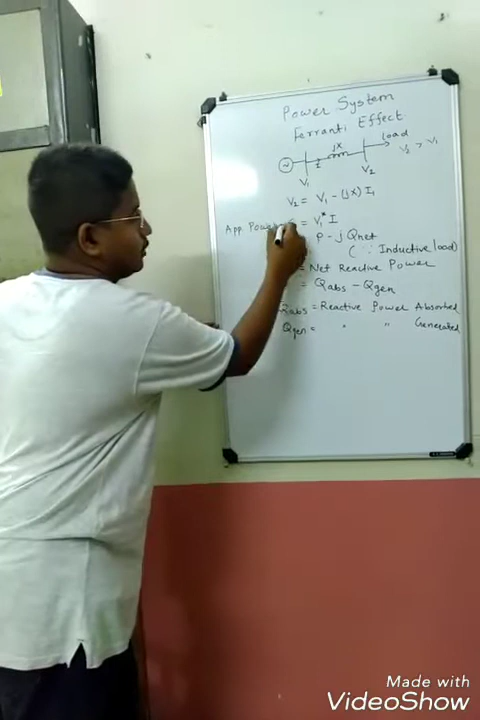 Power System
Ferranti Effect
load
jX
V₂ > V₁
I
V₁
V₂
V₂ = V₁ - (jX) I₁
App Power = V₁* I
P - j Qnet
( ∵ Inductive load)
= Net Reactive Power
= Qabs - Qgen
Qabs = Reactive Power Absorbed
Qgen = " " Generated
Made with
VideoShow